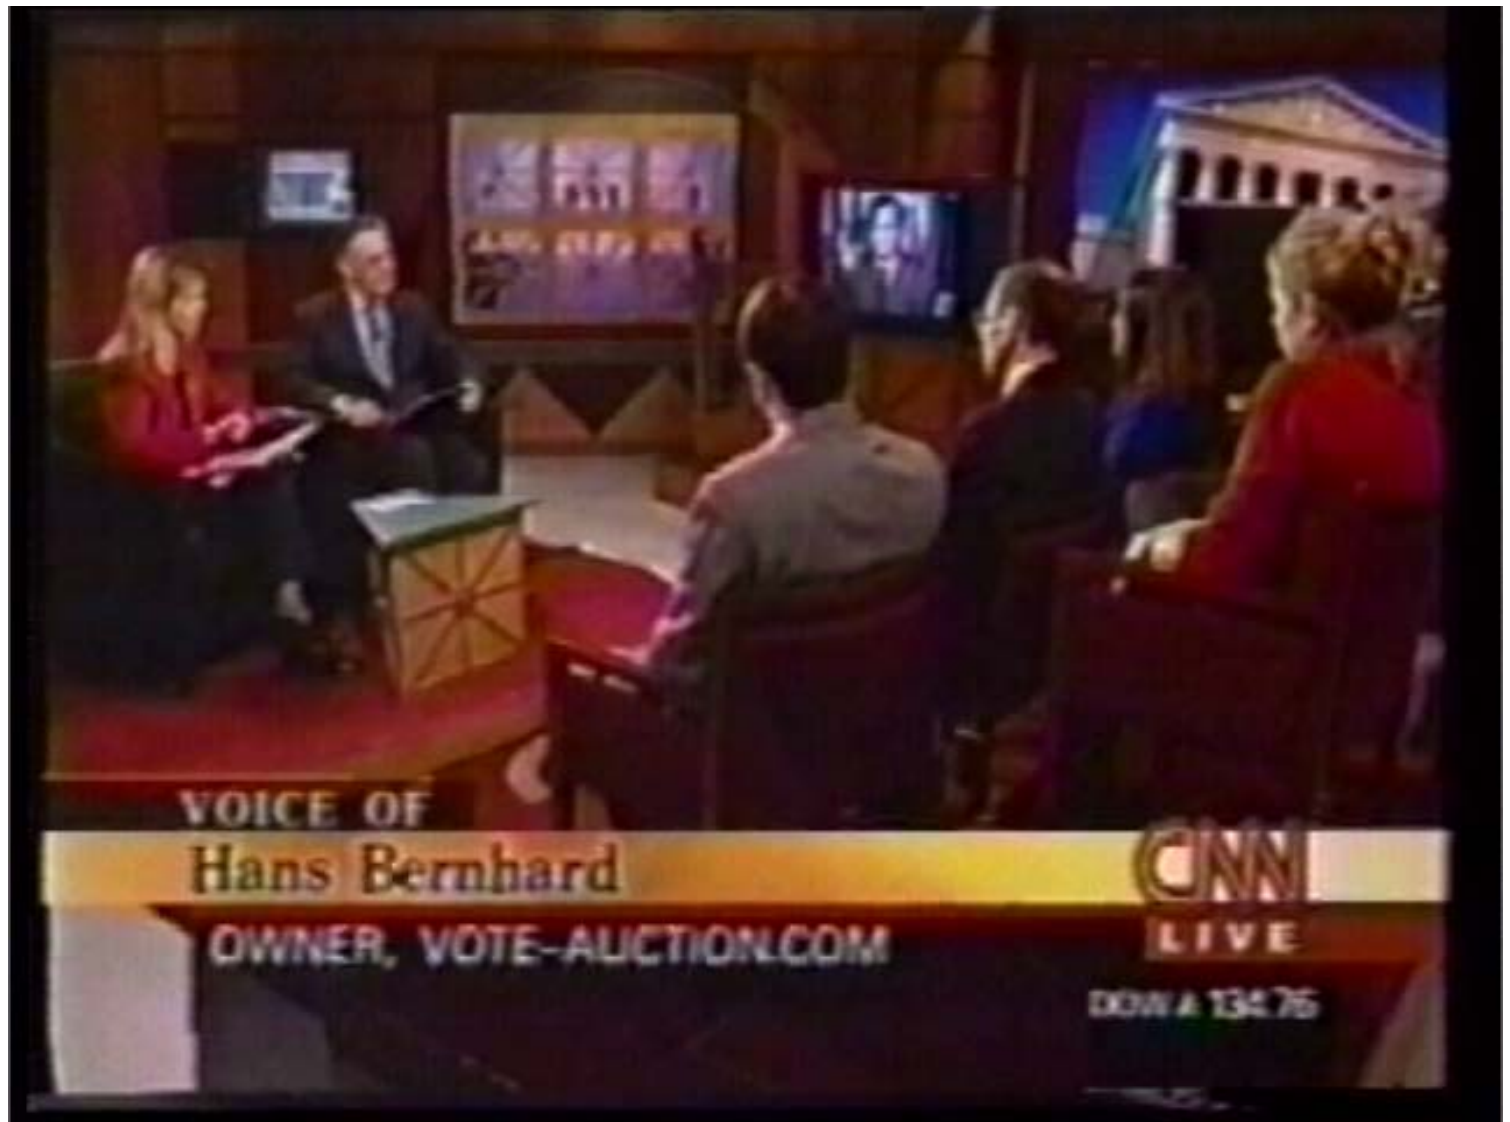 VOICE OF
Hans Bernhard
OWNER, VOTE-AUCTION.COM
CNN
LIVE
DOW ▲ 134.76